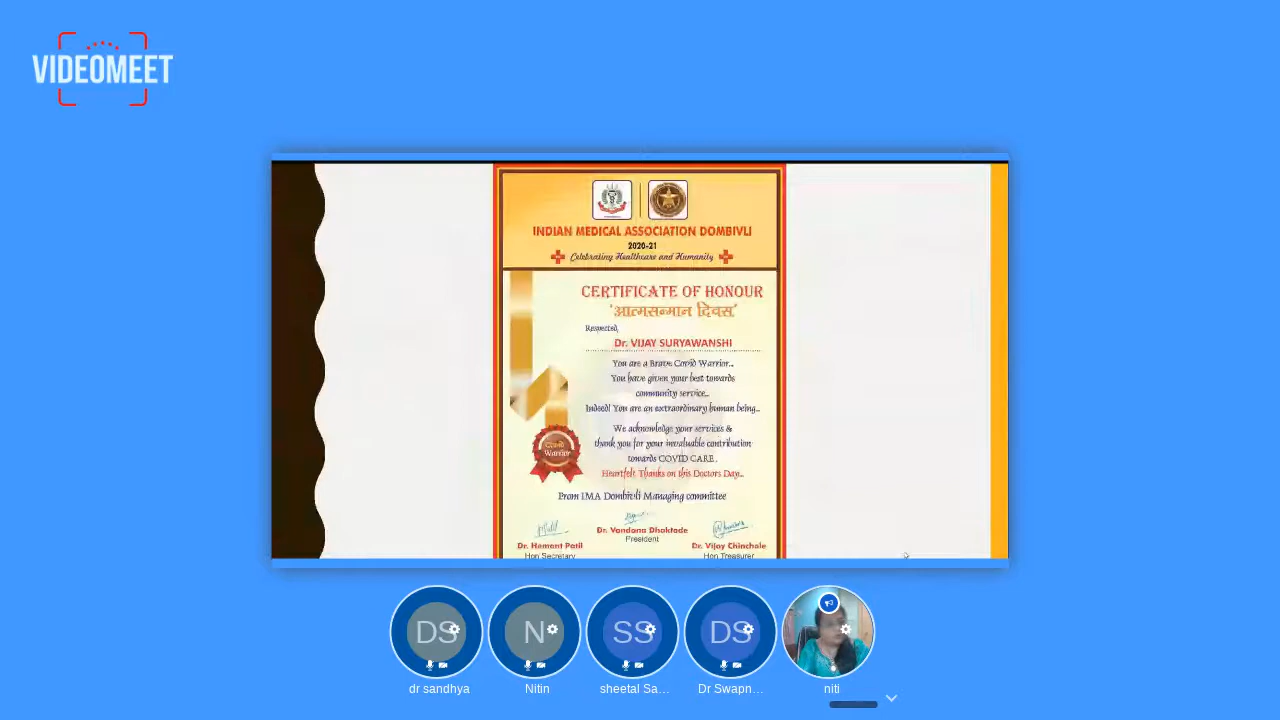 VIDEOMEET
INDIAN MEDICAL ASSOCIATION DOMBIVLI
2020-21
Celebrating Healthcare and Humanity
CERTIFICATE OF HONOUR
'आत्मसन्मान दिवस'
Respected,
Dr. VIJAY SURYAWANSHI
You are a Brave Covid Warrior...
You have given your best towards
community service...
Indeed! You are an extraordinary human being...
We acknowledge your services &
thank you for your invaluable contribution
towards COVID CARE.
Heartfelt Thanks on this Doctors Day...
Covid
Warrior
From IMA Dombivli Managing committee
Dr. Hemant Patil
Hon Secretary
Dr. Vandana Dhaktode
President
Dr. Vijay Chinchole
Hon Treasurer
DS
N
SS
DS
dr sandhya
Nitin
sheetal Sa...
Dr Swapn...
niti